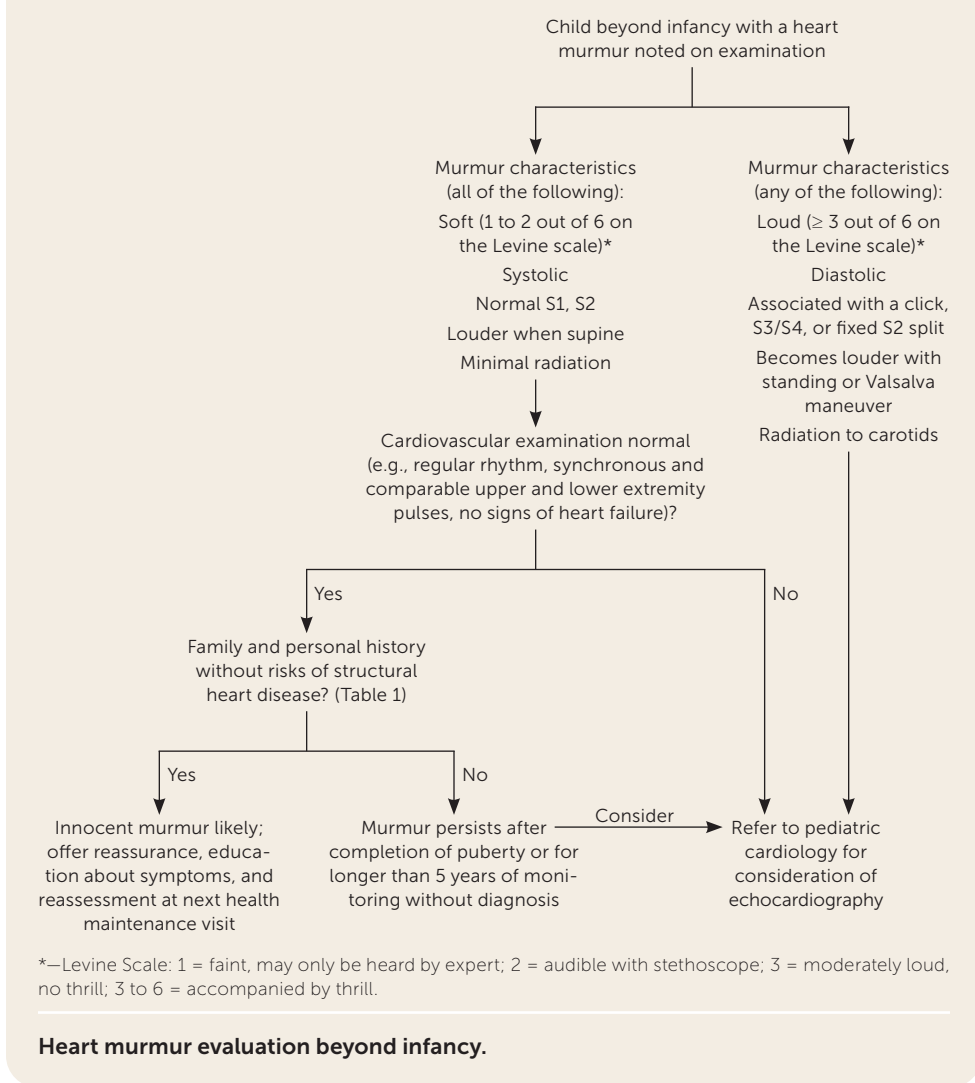 Child beyond infancy with a heart
murmur noted on examination
Murmur characteristics
(all of the following):
Soft (1 to 2 out of 6 on
the Levine scale)*
Systolic
Normal S1, S2
Louder when supine
Minimal radiation
Murmur characteristics
(any of the following):
Loud (≥ 3 out of 6 on
the Levine scale)*
Diastolic
Associated with a click,
S3/S4, or fixed S2 split
Becomes louder with
standing or Valsalva
maneuver
Radiation to carotids
Cardiovascular examination normal
(e.g., regular rhythm, synchronous and
comparable upper and lower extremity
pulses, no signs of heart failure)?
Yes
No
Family and personal history
without risks of structural
heart disease? (Table 1)
Yes
No
Innocent murmur likely;
offer reassurance, educa-
tion about symptoms, and
reassessment at next health
maintenance visit
Murmur persists after
completion of puberty or for
longer than 5 years of moni-
toring without diagnosis
Consider
Refer to pediatric
cardiology for
consideration of
echocardiography
*—Levine Scale: 1 = faint, may only be heard by expert; 2 = audible with stethoscope; 3 = moderately loud,
no thrill; 3 to 6 = accompanied by thrill.
Heart murmur evaluation beyond infancy.